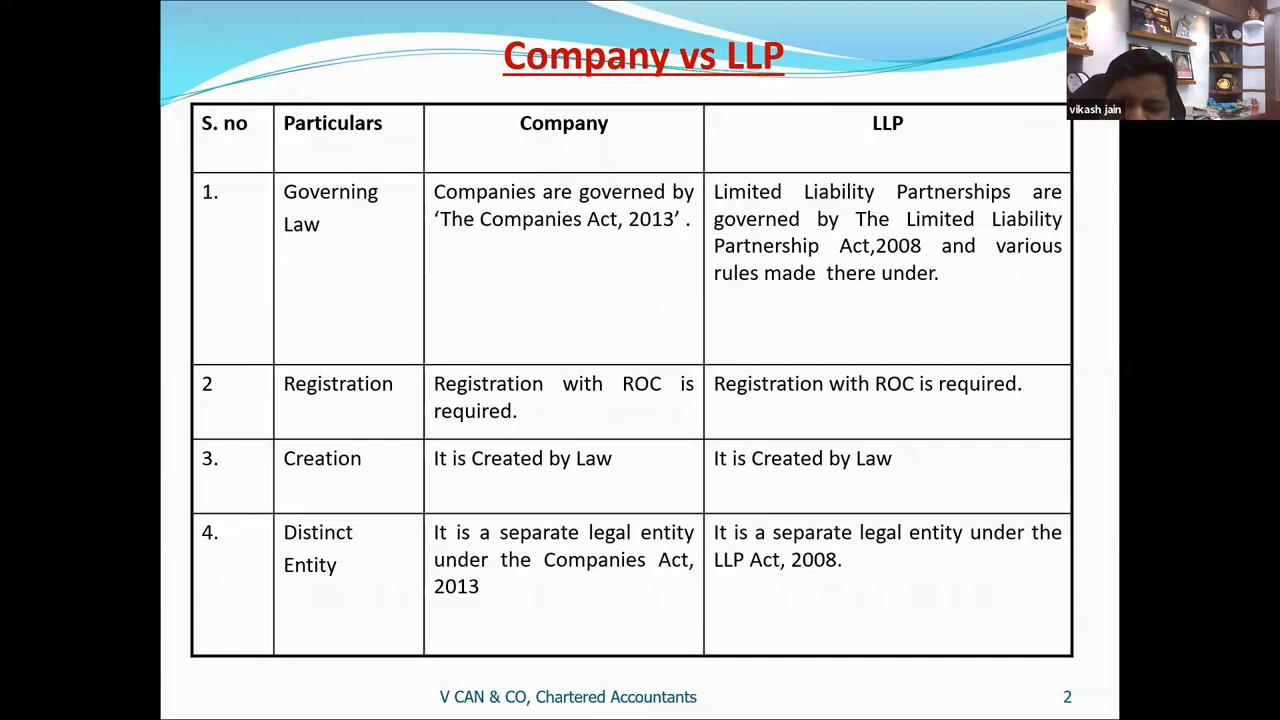 Company vs LLP
vikash jain
S. no Particulars Company LLP
1. Governing Law Companies are governed by ‘The Companies Act, 2013’ . Limited Liability Partnerships are governed by The Limited Liability Partnership Act,2008 and various rules made there under.
2 Registration Registration with ROC is required. Registration with ROC is required.
3. Creation It is Created by Law It is Created by Law
4. Distinct Entity It is a separate legal entity under the Companies Act, 2013 It is a separate legal entity under the LLP Act, 2008.
V CAN & CO, Chartered Accountants 2